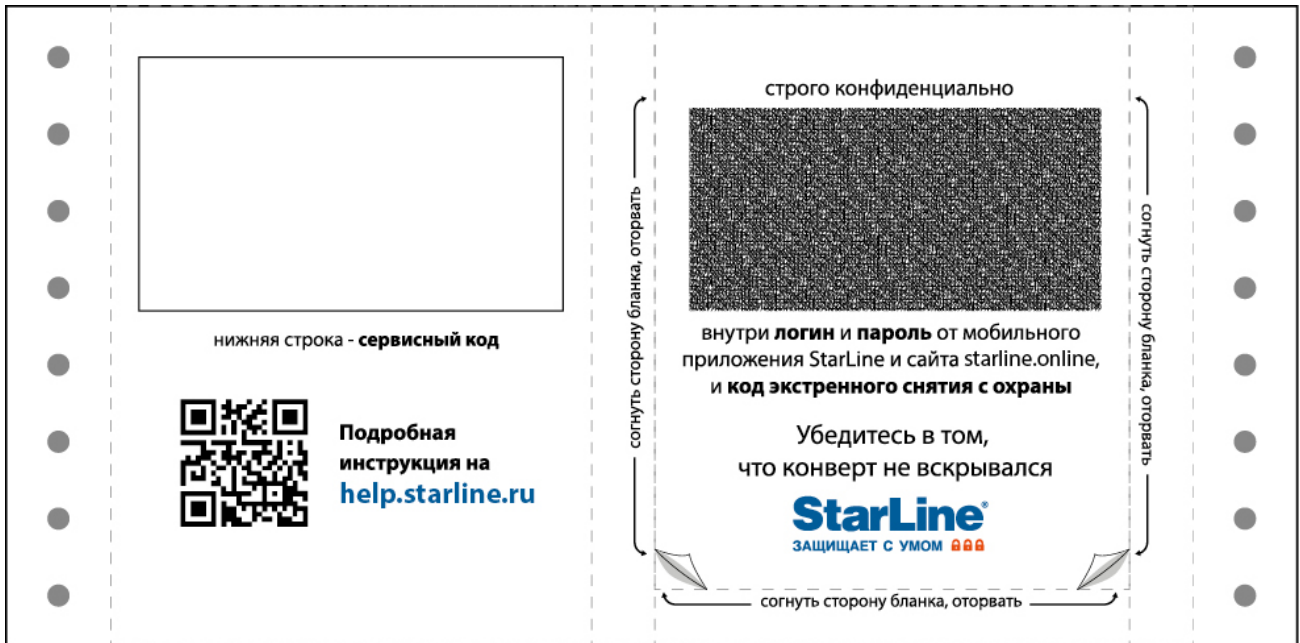 нижняя строка - сервисный код
Подробная
инструкция на
help.starline.ru
согнуть сторону бланка, оторвать
строго конфиденциально
внутри логин и пароль от мобильного
приложения StarLine и сайта starline.online,
и код экстренного снятия с охраны
Убедитесь в том,
что конверт не вскрывался
StarLine®
ЗАЩИЩАЕТ С УМОМ
согнуть сторону бланка, оторвать
согнуть сторону бланка, оторвать